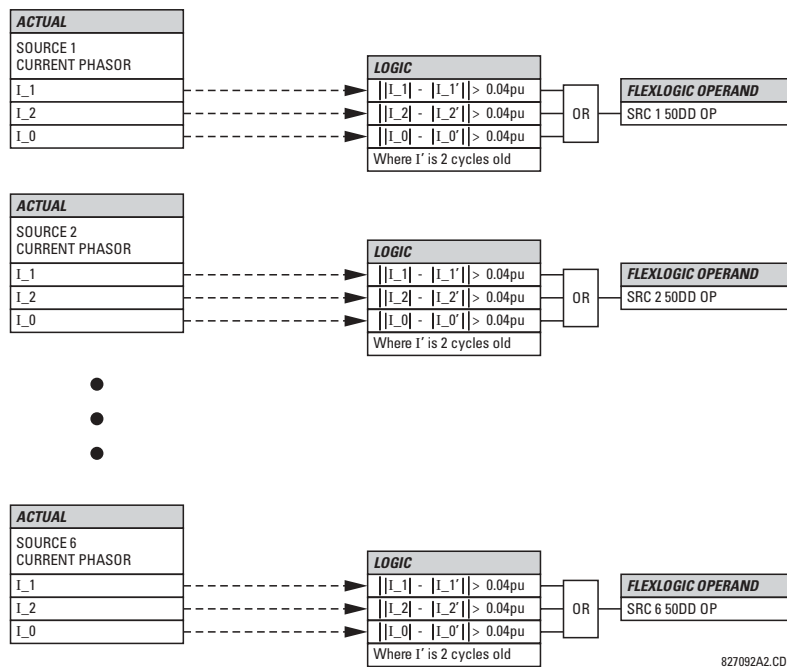 ACTUAL
SOURCE 1
CURRENT PHASOR
I_1
I_2
I_0
LOGIC
||I_1| - |I_1′|| > 0.04pu
||I_2| - |I_2′|| > 0.04pu
||I_0| - |I_0′|| > 0.04pu
Where I′ is 2 cycles old
OR
FLEXLOGIC OPERAND
SRC 1 50DD OP
ACTUAL
SOURCE 2
CURRENT PHASOR
I_1
I_2
I_0
LOGIC
||I_1| - |I_1′|| > 0.04pu
||I_2| - |I_2′|| > 0.04pu
||I_0| - |I_0′|| > 0.04pu
Where I′ is 2 cycles old
OR
FLEXLOGIC OPERAND
SRC 2 50DD OP
ACTUAL
SOURCE 6
CURRENT PHASOR
I_1
I_2
I_0
LOGIC
||I_1| - |I_1′|| > 0.04pu
||I_2| - |I_2′|| > 0.04pu
||I_0| - |I_0′|| > 0.04pu
Where I′ is 2 cycles old
OR
FLEXLOGIC OPERAND
SRC 6 50DD OP
827092A2.CD